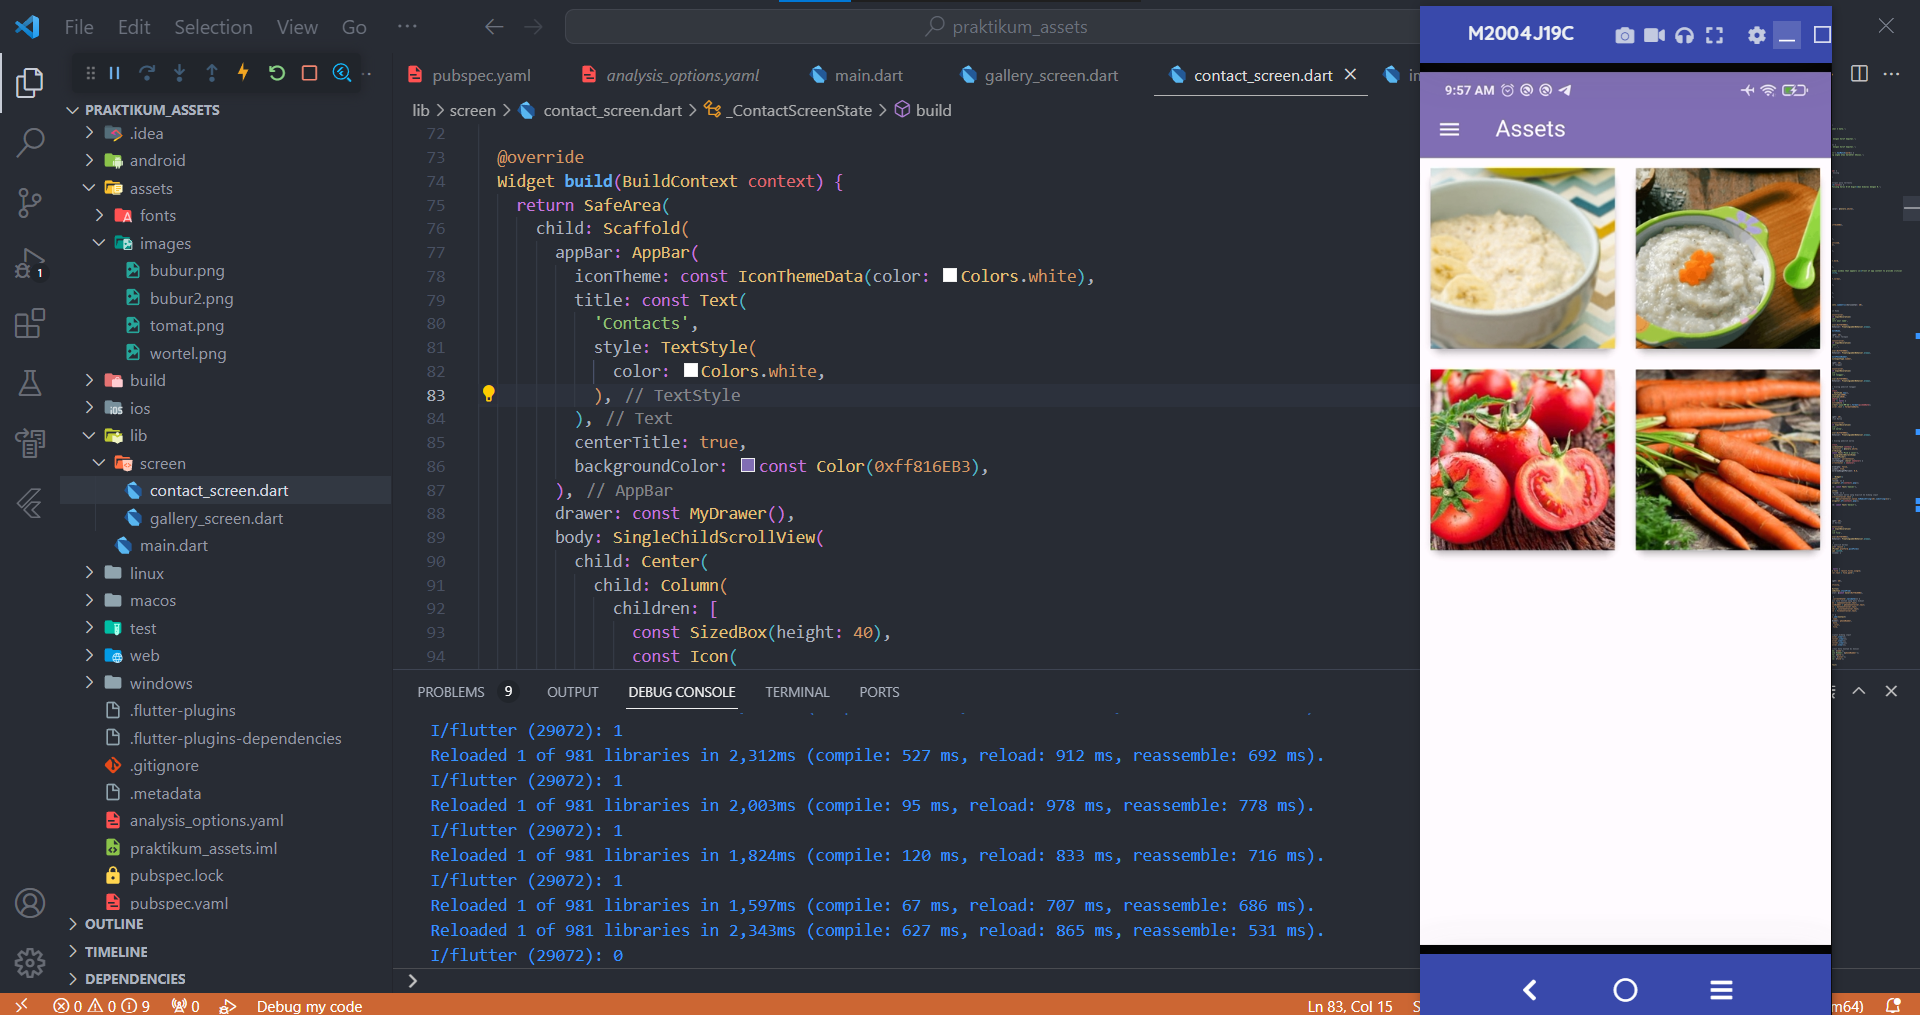 File Edit Selection View Go ···
praktikum_assets
pubspec.yaml
analysis_options.yaml
main.dart
gallery_screen.dart
contact_screen.dart
PRAKTIKUM_ASSETS
.idea
android
assets
fonts
images
bubur.png
bubur2.png
tomat.png
wortel.png
build
ios
lib
screen
contact_screen.dart
gallery_screen.dart
main.dart
linux
macos
test
web
windows
.flutter-plugins
.flutter-plugins-dependencies
.gitignore
.metadata
analysis_options.yaml
praktikum_assets.iml
pubspec.lock
pubspec.yaml
OUTLINE
TIMELINE
DEPENDENCIES
1
lib > screen > contact_screen.dart > _ContactScreenState > build
72
73 @override
74 Widget build(BuildContext context) {
75 return SafeArea(
76 child: Scaffold(
77 appBar: AppBar(
78 iconTheme: const IconThemeData(color: Colors.white),
79 title: const Text(
80 'Contacts',
81 style: TextStyle(
82 color: Colors.white,
83 ), // TextStyle
84 ), // Text
85 centerTitle: true,
86 backgroundColor: const Color(0xff816EB3),
87 ), // AppBar
88 drawer: const MyDrawer(),
89 body: SingleChildScrollView(
90 child: Center(
91 child: Column(
92 children: [
93 const SizedBox(height: 40),
94 const Icon(
PROBLEMS 9 OUTPUT DEBUG CONSOLE TERMINAL PORTS
I/flutter (29072): 1
Reloaded 1 of 981 libraries in 2,312ms (compile: 527 ms, reload: 912 ms, reassemble: 692 ms).
I/flutter (29072): 1
Reloaded 1 of 981 libraries in 2,003ms (compile: 95 ms, reload: 978 ms, reassemble: 778 ms).
I/flutter (29072): 1
Reloaded 1 of 981 libraries in 1,824ms (compile: 120 ms, reload: 833 ms, reassemble: 716 ms).
I/flutter (29072): 1
Reloaded 1 of 981 libraries in 1,597ms (compile: 67 ms, reload: 707 ms, reassemble: 686 ms).
Reloaded 1 of 981 libraries in 2,343ms (compile: 627 ms, reload: 865 ms, reassemble: 531 ms).
I/flutter (29072): 0
M2004J19C
9:57 AM
Assets
0 0 9 0 Debug my code
Ln 83, Col 15
m64)